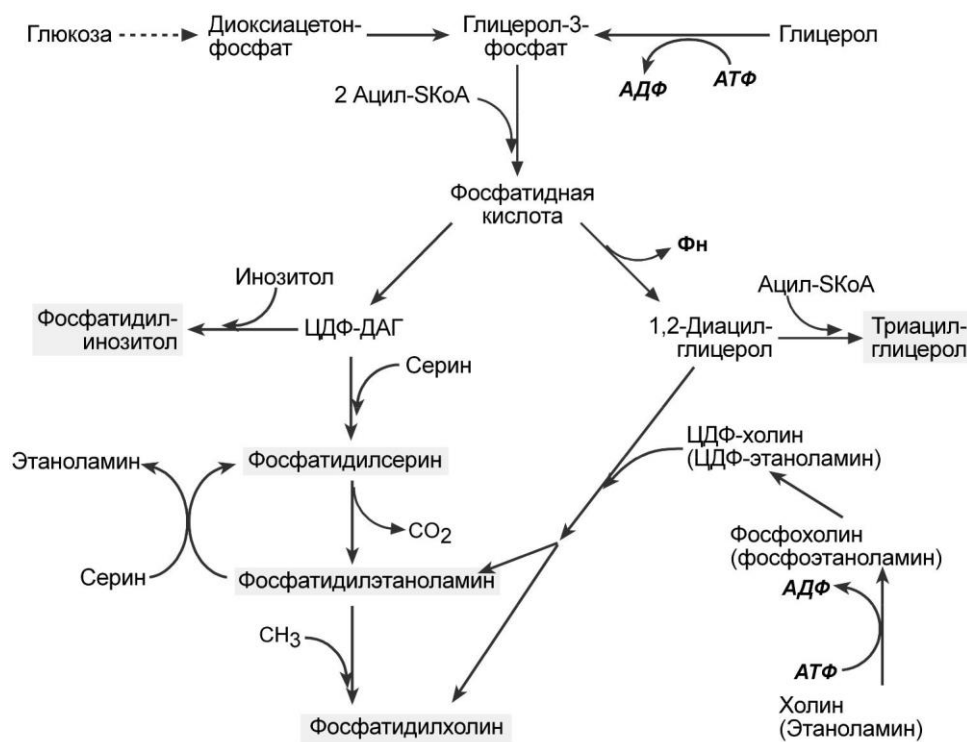 Глюкоза
Диоксиацетон-
фосфат
Глицерол-3-
фосфат
Глицерол
АДФ
АТФ
2 Ацил-SКоА
Фосфатидная
кислота
Фн
Инозитол
Ацил-SКоА
Фосфатидил-
инозитол
ЦДФ-ДАГ
1,2-Диацил-
глицерол
Триацил-
глицерол
Серин
ЦДФ-холин
(ЦДФ-этаноламин)
Этаноламин
Фосфатидилсерин
CO2
Фосфохолин
(фосфоэтаноламин)
Серин
Фосфатидилэтаноламин
АДФ
CH3
АТФ
Холин
(Этаноламин)
Фосфатидилхолин